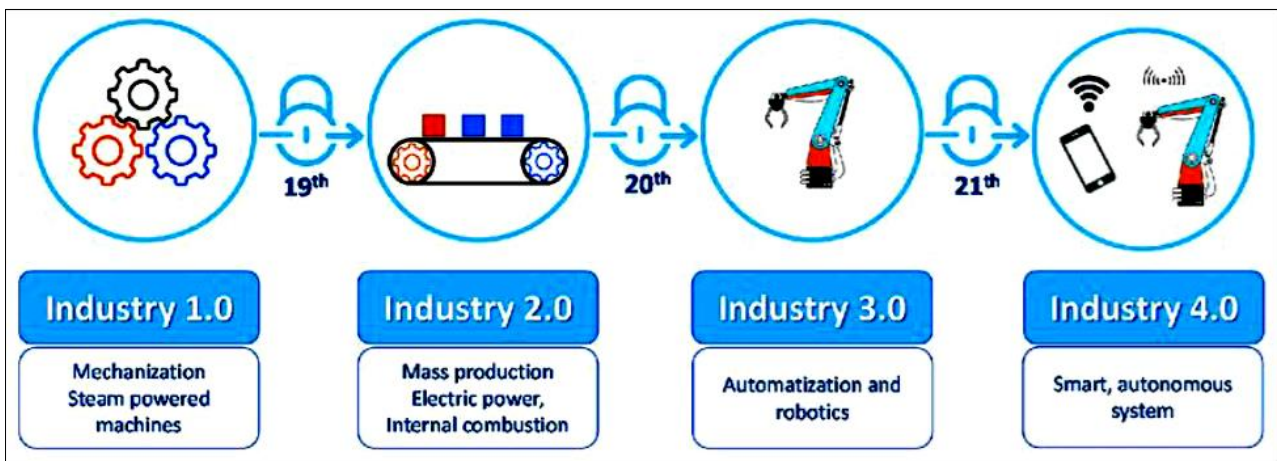 19th
20th
21th
Industry 1.0
Industry 2.0
Industry 3.0
Industry 4.0
Mechanization
Steam powered
machines
Mass production
Electric power,
Internal combustion
Automatization and
robotics
Smart, autonomous
system